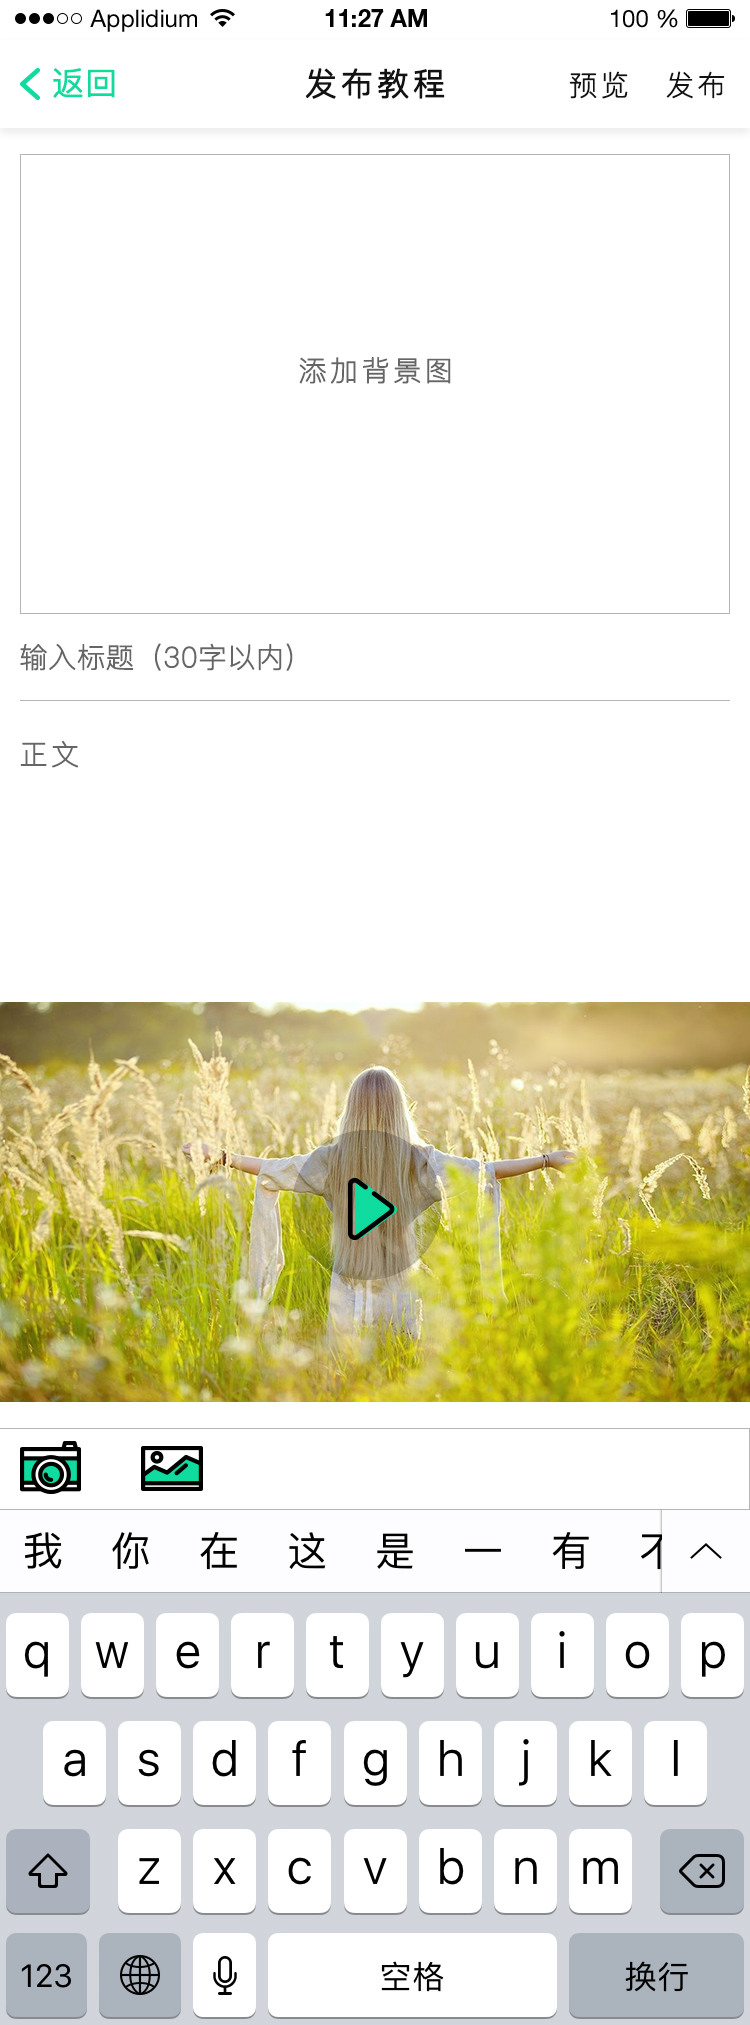 Applidium 11:27 AM 100 %
返回 发布教程 预览 发布
添加背景图
输入标题（30字以内）
正文
我 你 在 这 是 一 有 不
q w e r t y u i o p
a s d f g h j k l
z x c v b n m
123 空格 换行